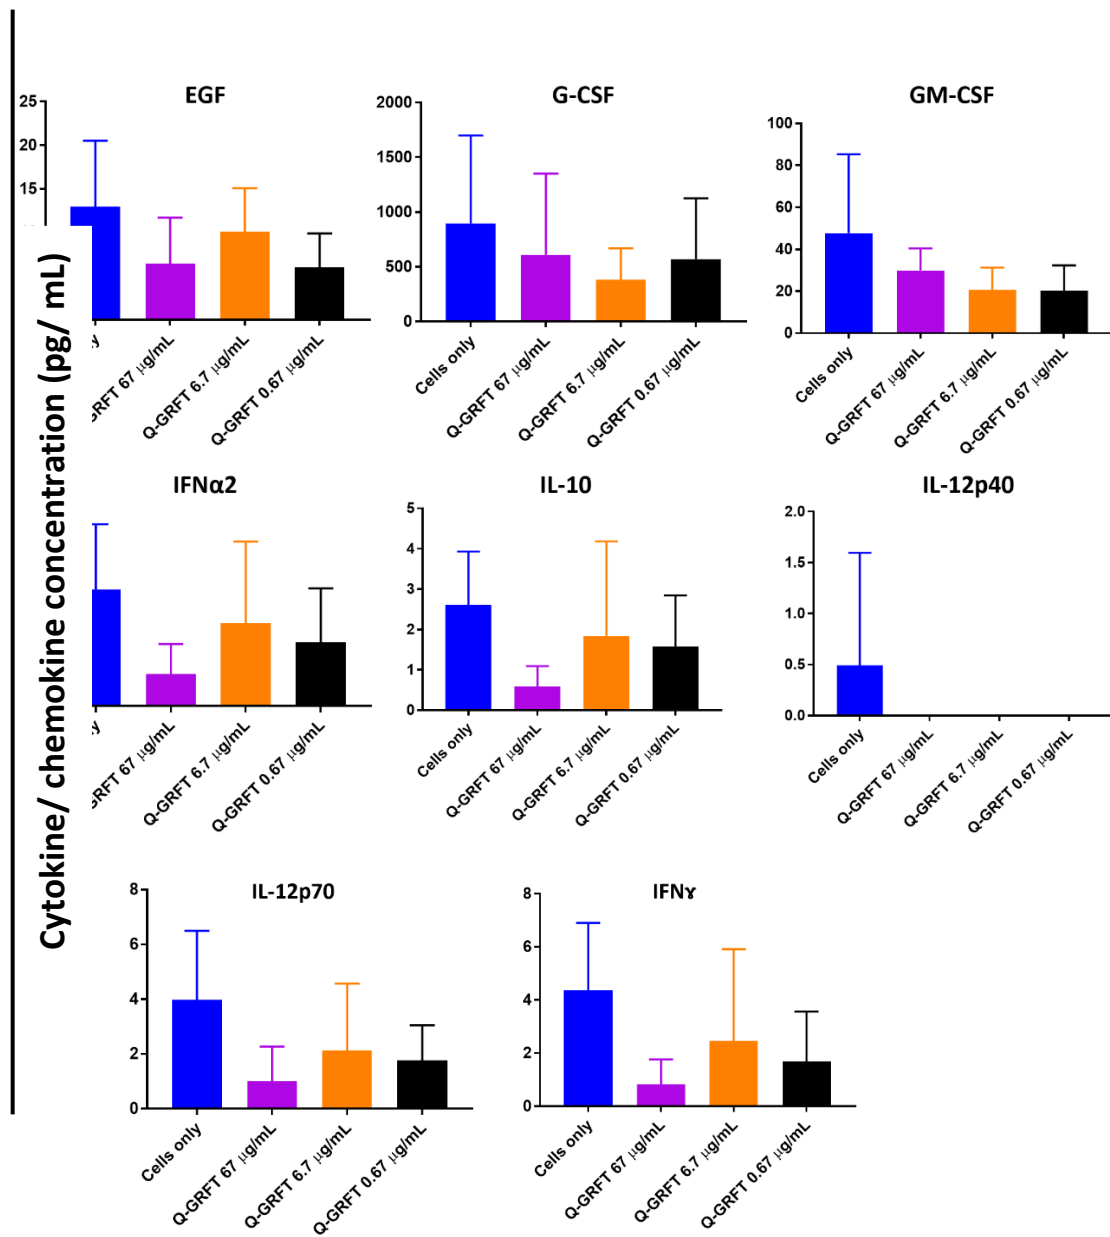 Cytokine/ chemokine concentration (pg/ mL)
EGF
25
20
15
GRFT 67 µg/mL
Q-GRFT 6.7 µg/mL
Q-GRFT 0.67 µg/mL
G-CSF
2000
1500
1000
500
0
Cells only
Q-GRFT 67 µg/mL
Q-GRFT 6.7 µg/mL
Q-GRFT 0.67 µg/mL
GM-CSF
100
80
60
40
20
0
Cells only
Q-GRFT 67 µg/mL
Q-GRFT 6.7 µg/mL
Q-GRFT 0.67 µg/mL
IFNα2
GRFT 67 µg/mL
Q-GRFT 6.7 µg/mL
Q-GRFT 0.67 µg/mL
IL-10
5
4
3
2
1
0
Cells only
Q-GRFT 67 µg/mL
Q-GRFT 6.7 µg/mL
Q-GRFT 0.67 µg/mL
IL-12p40
2.0
1.5
1.0
0.5
0.0
Cells only
Q-GRFT 67 µg/mL
Q-GRFT 6.7 µg/mL
Q-GRFT 0.67 µg/mL
IL-12p70
8
6
4
2
0
Cells only
Q-GRFT 67 µg/mL
Q-GRFT 6.7 µg/mL
Q-GRFT 0.67 µg/mL
IFNɤ
8
6
4
2
0
Cells only
Q-GRFT 67 µg/mL
Q-GRFT 6.7 µg/mL
Q-GRFT 0.67 µg/mL